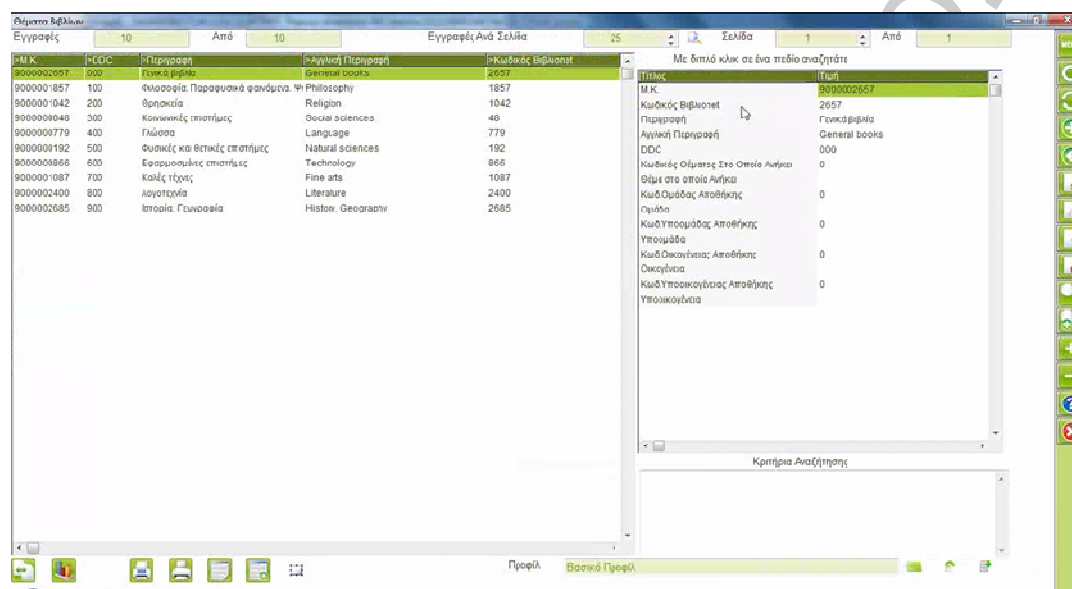 Θέματα Βιβλίων
Εγγραφές 10 Από 10 Εγγραφές Ανά Σελίδα 25 Σελίδα 1 Από 1
>Μ.Κ. >DDC >Περιγραφή >Αγγλική Περιγραφή >Κωδικός Βιβλιοnet
9000002657 000 Γενικά βιβλία General books 2657
9000001857 100 Φιλοσοφία. Παραφυσικά φαινόμενα. Ψ Philosophy 1857
9000001042 200 Θρησκεία Religion 1042
9000000048 300 Κοινωνικές επιστήμες Social sciences 48
9000000779 400 Γλώσσα Language 779
9000000192 500 Φυσικές και θετικές επιστήμες Natural sciences 192
9000000866 600 Εφαρμοσμένες επιστήμες Technology 866
9000001087 700 Καλές τέχνες Fine arts 1087
9000002400 800 Λογοτεχνία Literature 2400
9000002685 900 Ιστορία. Γεωγραφία History. Geography 2685
Με διπλό κλικ σε ένα πεδίο αναζητάτε
Τίτλος Τιμή
Μ.Κ. 9000002657
Κωδικός Βιβλιοnet 2657
Περιγραφή Γενικά βιβλία
Αγγλική Περιγραφή General books
DDC 000
Κωδικός Θέματος Στο Οποίο Ανήκει 0
Θέμα στο οποίο Ανήκει
Κωδ.Ομάδας Αποθήκης 0
Ομάδα
Κωδ.Υποομάδας Αποθήκης 0
Υποομάδα
Κωδ.Οικογένειας Αποθήκης 0
Οικογένεια
Κωδ.Υποοικογένειας Αποθήκης 0
Υποοικογένεια
Κριτήρια Αναζήτησης
Προφίλ Βασικό Προφίλ